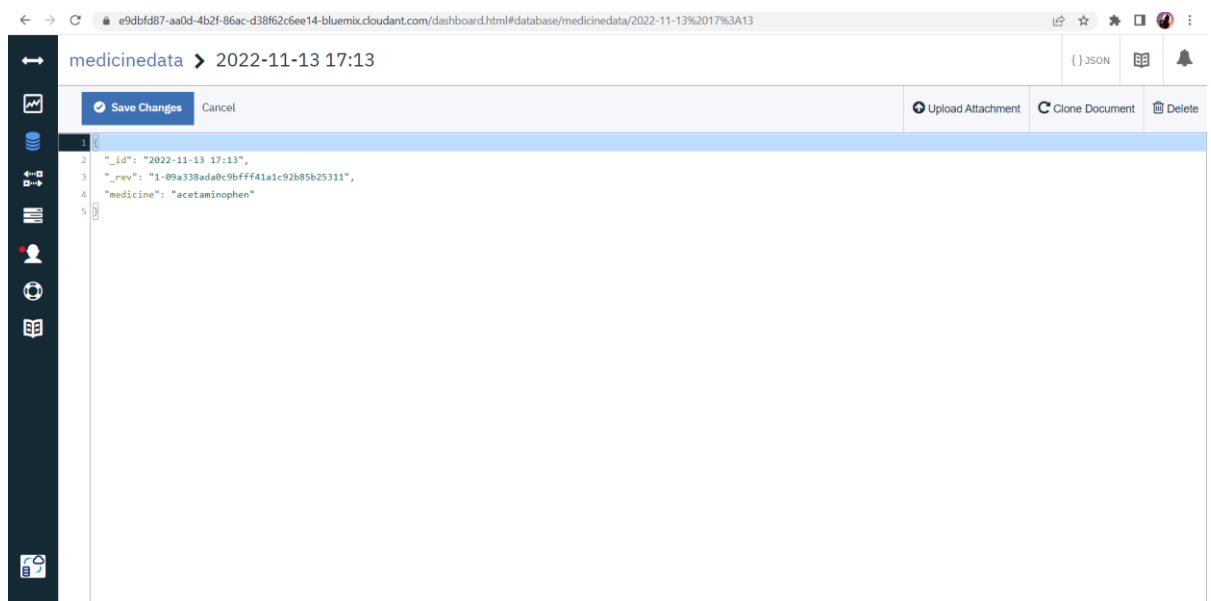 e9dbfd87-aa0d-4b2f-86ac-d38f62c6ee14-bluemix.cloudant.com/dashboard.html#database/medicinedata/2022-11-13%2017%3A13
medicinedata > 2022-11-13 17:13
{ } JSON
Save Changes Cancel Upload Attachment Clone Document Delete
1 {
2 "_id": "2022-11-13 17:13",
3 "_rev": "1-09a338ada0c9bfff41a1c92b85b25311",
4 "medicine": "acetaminophen"
5 }